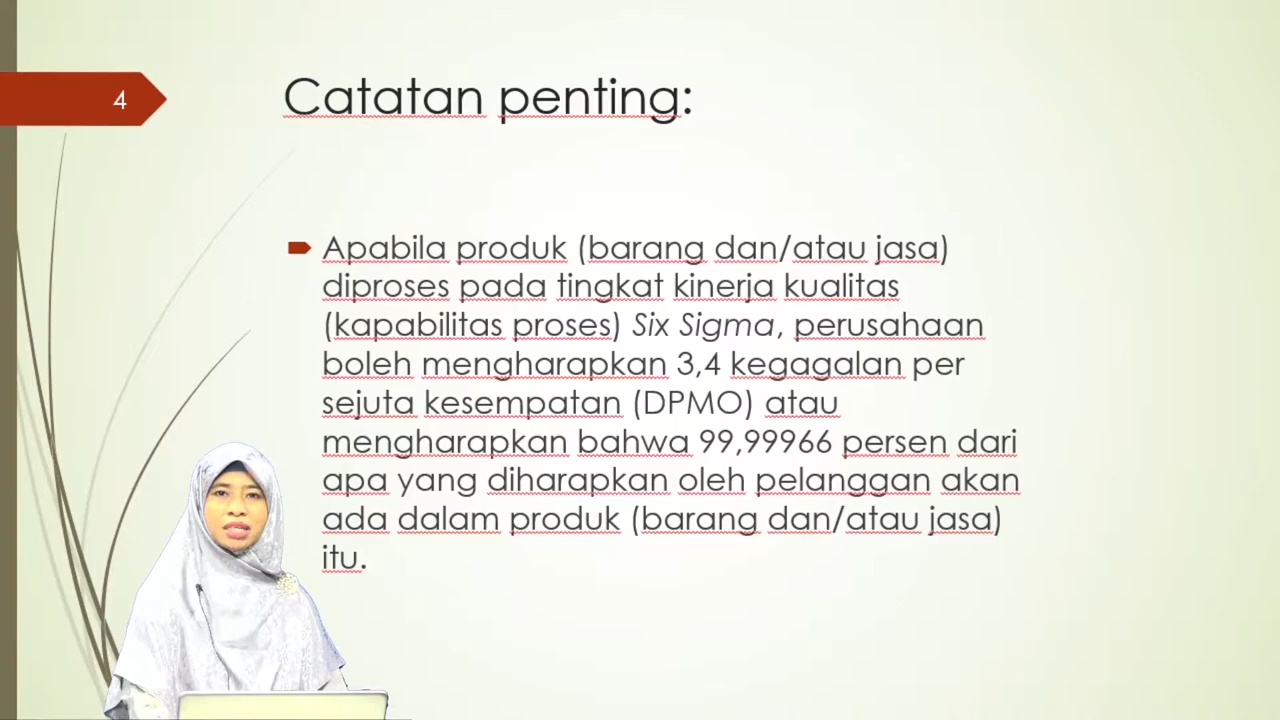 4
Catatan penting:
Apabila produk (barang dan/atau jasa)
diproses pada tingkat kinerja kualitas
(kapabilitas proses) Six Sigma, perusahaan
boleh mengharapkan 3,4 kegagalan per
sejuta kesempatan (DPMO) atau
mengharapkan bahwa 99,99966 persen dari
apa yang diharapkan oleh pelanggan akan
ada dalam produk (barang dan/atau jasa)
itu.